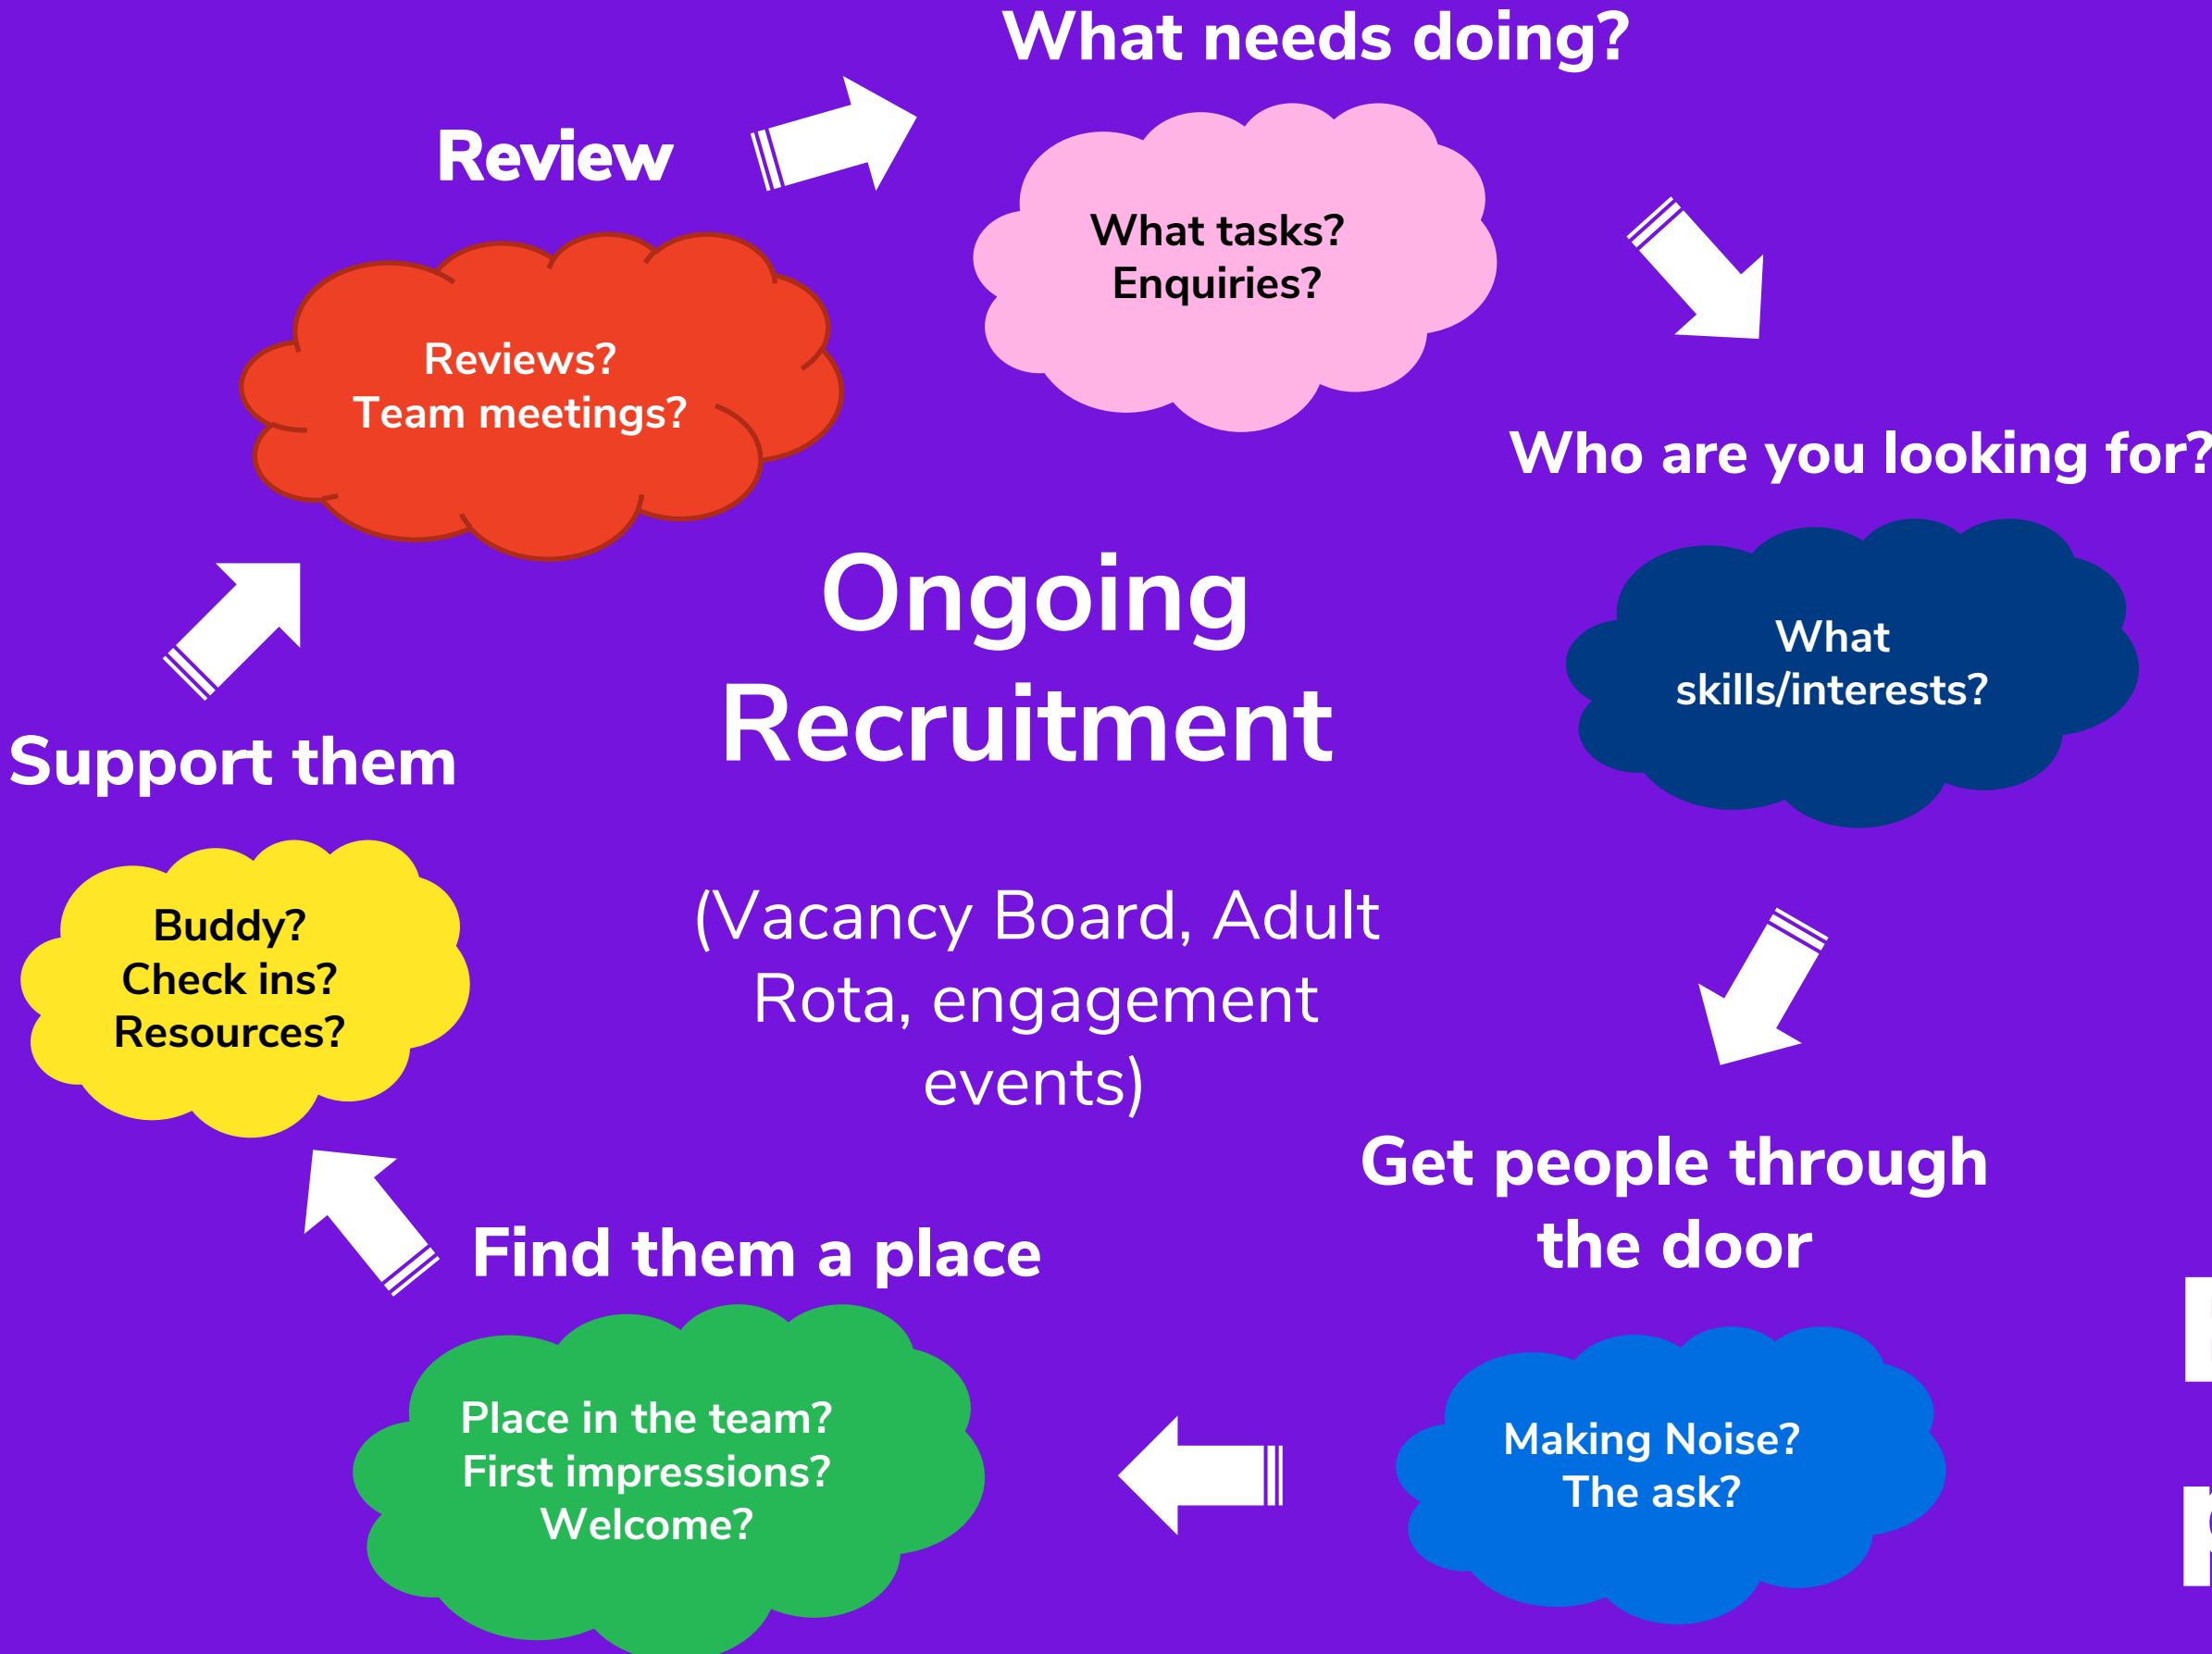 What needs doing?
What tasks?
Enquiries?
Who are you looking for?
What
skills/interests?
Get people through
the door
Making Noise?
The ask?
Find them a place
Place in the team?
First impressions?
Welcome?
Support them
Buddy?
Check ins?
Resources?
Review
Reviews?
Team meetings?
Ongoing
Recruitment
(Vacancy Board, Adult
Rota, engagement
events)